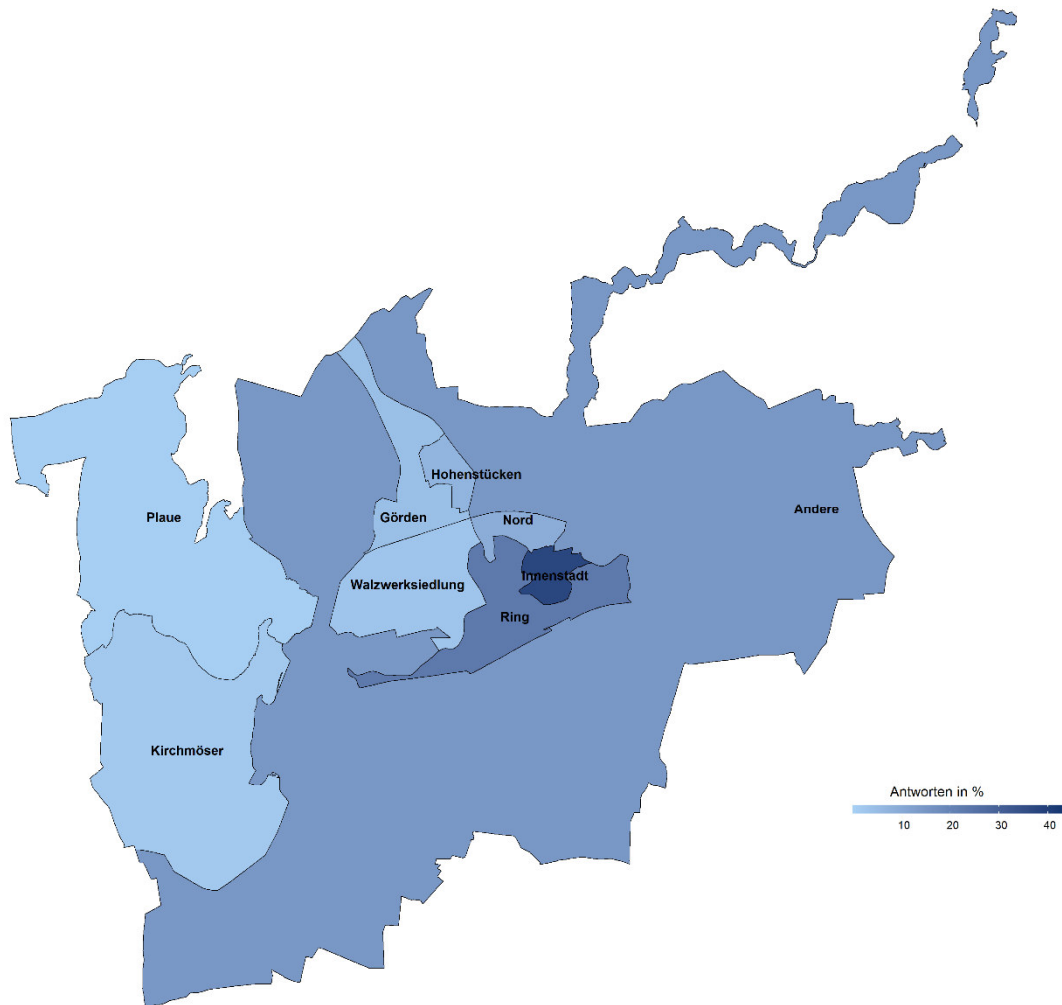 Hohenstücken
Andere
Plaue
Görden
Nord
Innenstadt
Walzwerksiedlung
Ring
Kirchmöser
Antworten in %
10 20 30 40